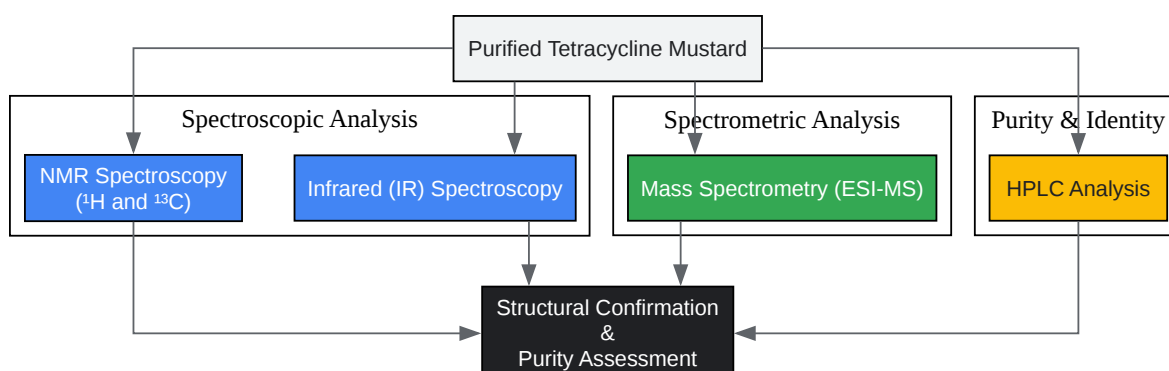 Purified Tetracycline Mustard
Spectroscopic Analysis
Spectrometric Analysis
Purity & Identity
NMR Spectroscopy
(¹H and ¹³C)
Infrared (IR) Spectroscopy
Mass Spectrometry (ESI-MS)
HPLC Analysis
Structural Confirmation
&
Purity Assessment